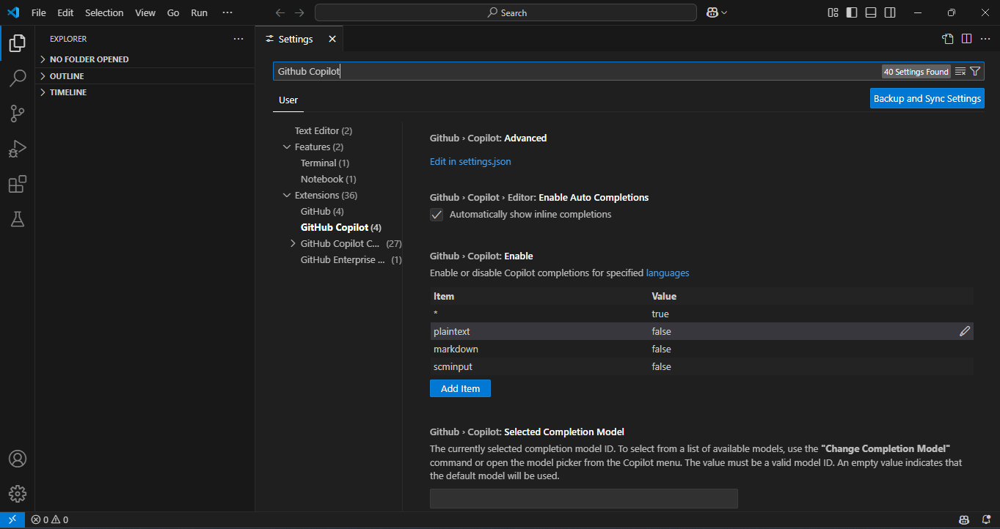 File Edit Selection View Go Run ···
Search
EXPLORER ···
NO FOLDER OPENED
OUTLINE
TIMELINE
Settings
Github Copilot
40 Settings Found
User
Backup and Sync Settings
Text Editor (2)
Features (2)
Terminal (1)
Notebook (1)
Extensions (36)
GitHub (4)
GitHub Copilot (4)
GitHub Copilot C... (27)
GitHub Enterprise ... (1)
Github › Copilot: Advanced
Edit in settings.json
Github › Copilot › Editor: Enable Auto Completions
Automatically show inline completions
Github › Copilot: Enable
Enable or disable Copilot completions for specified languages
Item Value
* true
plaintext false
markdown false
scminput false
Add Item
Github › Copilot: Selected Completion Model
The currently selected completion model ID. To select from a list of available models, use the "Change Completion Model"
command or open the model picker from the Copilot menu. The value must be a valid model ID. An empty value indicates that
the default model will be used.
0 0